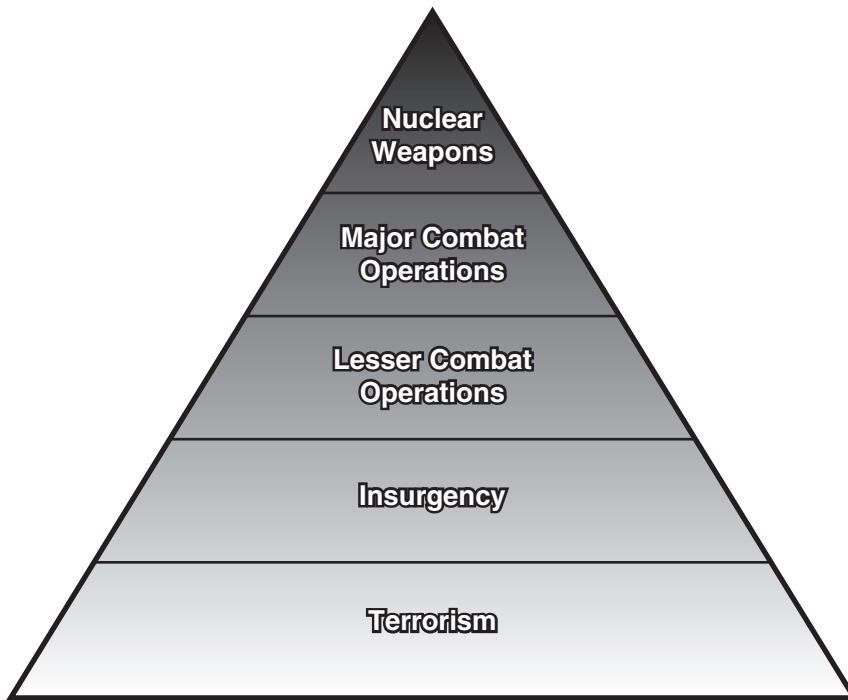 Nuclear
Weapons
Major Combat
Operations
Lesser Combat
Operations
Insurgency
Terrorism